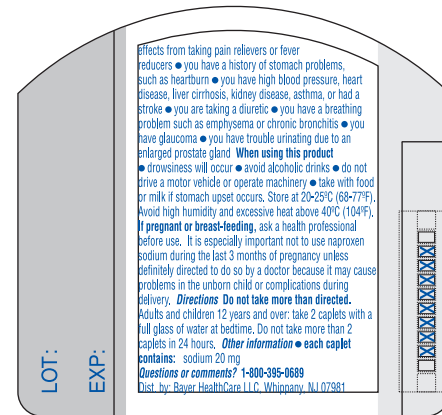 effects from taking pain relievers or fever
reducers ● you have a history of stomach problems,
such as heartburn ● you have high blood pressure, heart
disease, liver cirrhosis, kidney disease, asthma, or had a
stroke ● you are taking a diuretic ● you have a breathing
problem such as emphysema or chronic bronchitis ● you
have glaucoma ● you have trouble urinating due to an
enlarged prostate gland When using this product
● drowsiness will occur ● avoid alcoholic drinks ● do not
drive a motor vehicle or operate machinery ● take with food
or milk if stomach upset occurs. Store at 20-25ºC (68-77ºF).
Avoid high humidity and excessive heat above 40ºC (104ºF).
If pregnant or breast-feeding, ask a health professional
before use. It is especially important not to use naproxen
sodium during the last 3 months of pregnancy unless
definitely directed to do so by a doctor because it may cause
problems in the unborn child or complications during
delivery. Directions Do not take more than directed.
Adults and children 12 years and over: take 2 caplets with a
full glass of water at bedtime. Do not take more than 2
caplets in 24 hours. Other information ● each caplet
contains: sodium 20 mg
Questions or comments? 1-800-395-0689
Dist. by: Bayer HealthCare LLC, Whippany, NJ 07981
LOT:
EXP:
XXXXXXXX